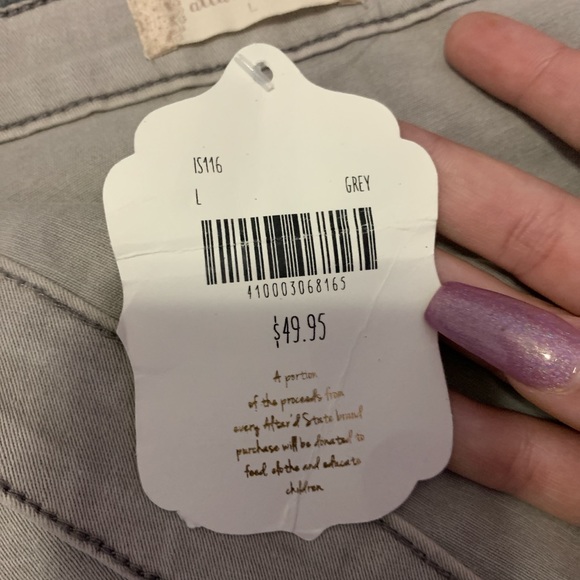 L
IS116
L GREY
410003068165
$49.95
A portion
of the proceeds from
every Altar'd State brand
purchase will be donated to
feed clothe and educate
children